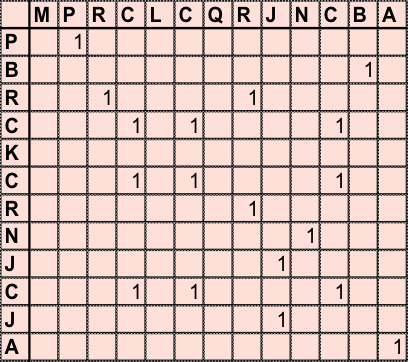 M P R C L C Q R J N C B A
P 1
B 1
R 1 1
C 1 1 1
K
C 1 1 1
R 1
N 1
J 1
C 1 1 1
J 1
A 1